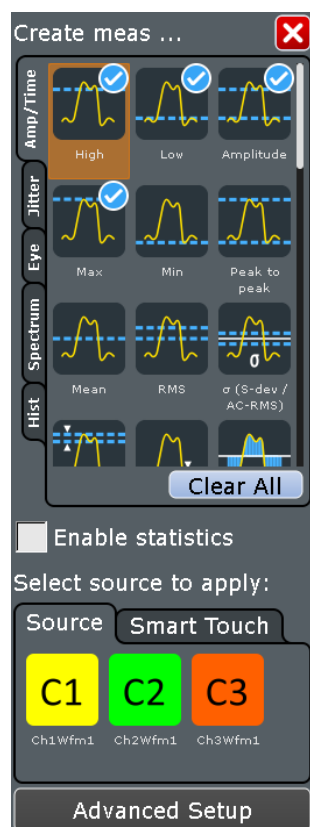 Create meas ...
Amp/Time
Jitter
Eye
Spectrum
Hist
High
Low
Amplitude
Max
Min
Peak to
peak
Mean
RMS
σ
σ (S-dev /
AC-RMS)
Clear All
Enable statistics
Select source to apply:
Source
Smart Touch
C1
C2
C3
Ch1Wfm1
Ch2Wfm1
Ch3Wfm1
Advanced Setup